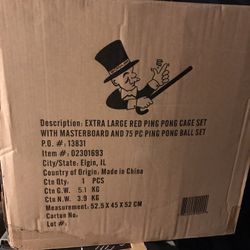 Description: EXTRA LARGE RED PING PONG CAGE SET
WITH MASTERBOARD AND 75 PC PING PONG BALL SET
P.O. #: 13831
Item #: 02301693
City/State: Elgin, IL
Country of Origin: Made in China
Ctn Qty: 1 PCS
Ctn G.W. 5.1 KG
Ctn N.W. 3.9 KG
Measurement: 52.5 X 45 X 52 CM
Carton No.
Lot #: